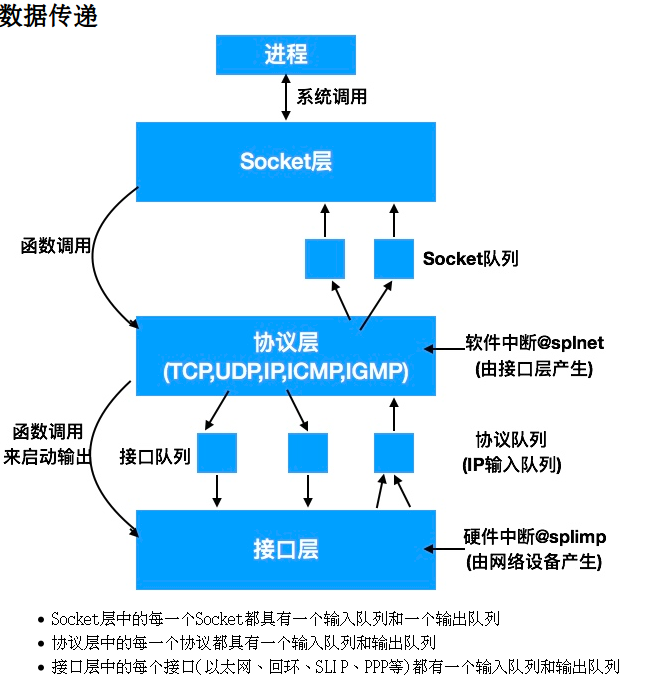 数据传递
进程
系统调用
Socket层
函数调用
Socket队列
协议层
(TCP,UDP,IP,ICMP,IGMP)
软件中断@splnet
(由接口层产生)
函数调用
来启动输出
接口队列
协议队列
(IP输入队列)
接口层
硬件中断@splimp
(由网络设备产生)
• Socket层中的每一个Socket都具有一个输入队列和一个输出队列
• 协议层中的每一个协议都具有一个输入队列和输出队列
• 接口层中的每个接口(以太网、回环、SLIP、PPP等)都有一个输入队列和输出队列